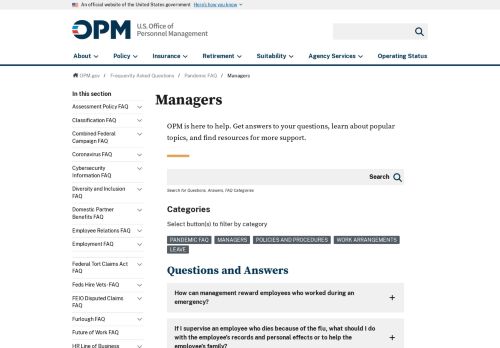 An official website of the United States government Here's how you know
OPM U.S. Office of
Personnel Management
About Policy Insurance Retirement Suitability Agency Services Operating Status
OPM.gov / Frequently Asked Questions / Pandemic FAQ / Managers
In this section
Assessment Policy FAQ
Classification FAQ
Combined Federal
Campaign FAQ
Coronavirus FAQ
Cybersecurity
Information FAQ
Diversity and Inclusion
FAQ
Domestic Partner
Benefits FAQ
Employee Relations FAQ
Employment FAQ
Federal Tort Claims Act
FAQ
Feds Hire Vets- FAQ
FEIO Disputed Claims
FAQ
Furlough FAQ
Future of Work FAQ
HR Line of Business
Managers
OPM is here to help. Get answers to your questions, learn about popular
topics, and find resources for more support.
Search
Search for Questions, Answers, FAQ Categories
Categories
Select button(s) to filter by category
PANDEMIC FAQ MANAGERS POLICIES AND PROCEDURES WORK ARRANGEMENTS
LEAVE
Questions and Answers
How can management reward employees who worked during an
emergency?
If I supervise an employee who dies because of the flu, what should I do
with the employee's records and personal effects or to help the
employee's family?